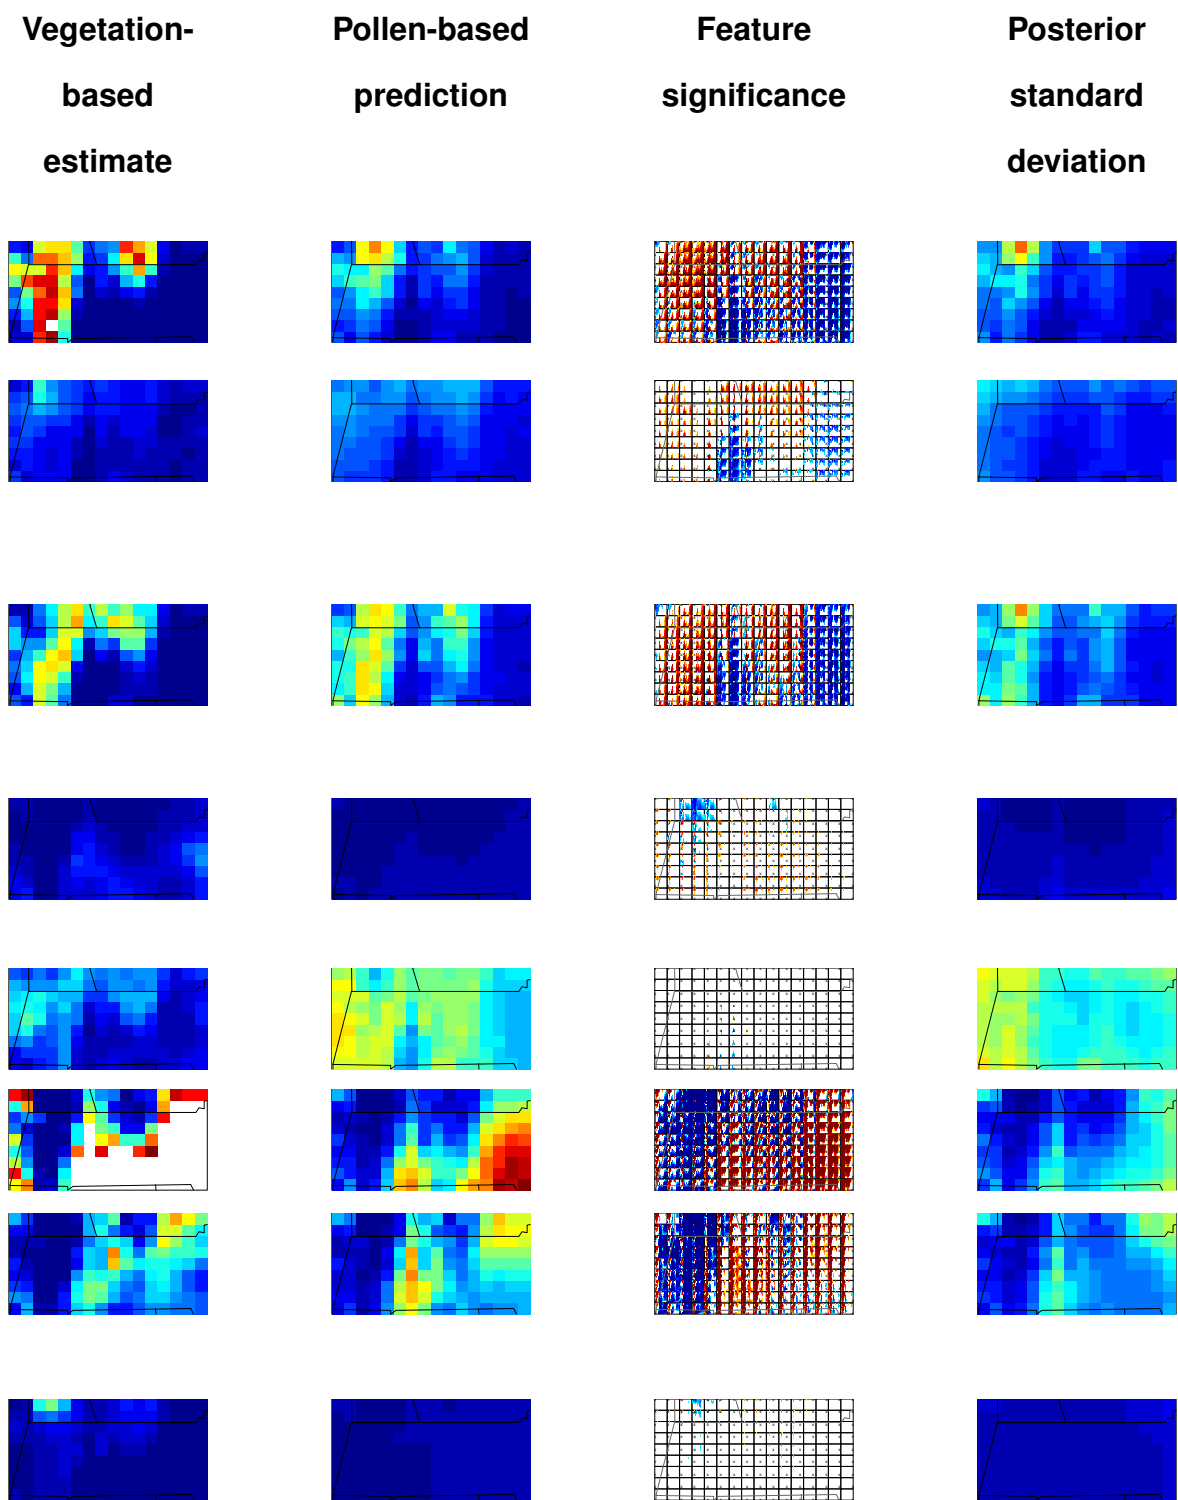 Vegetation-
based
estimate
Pollen-based
prediction
Feature
significance
Posterior
standard
deviation